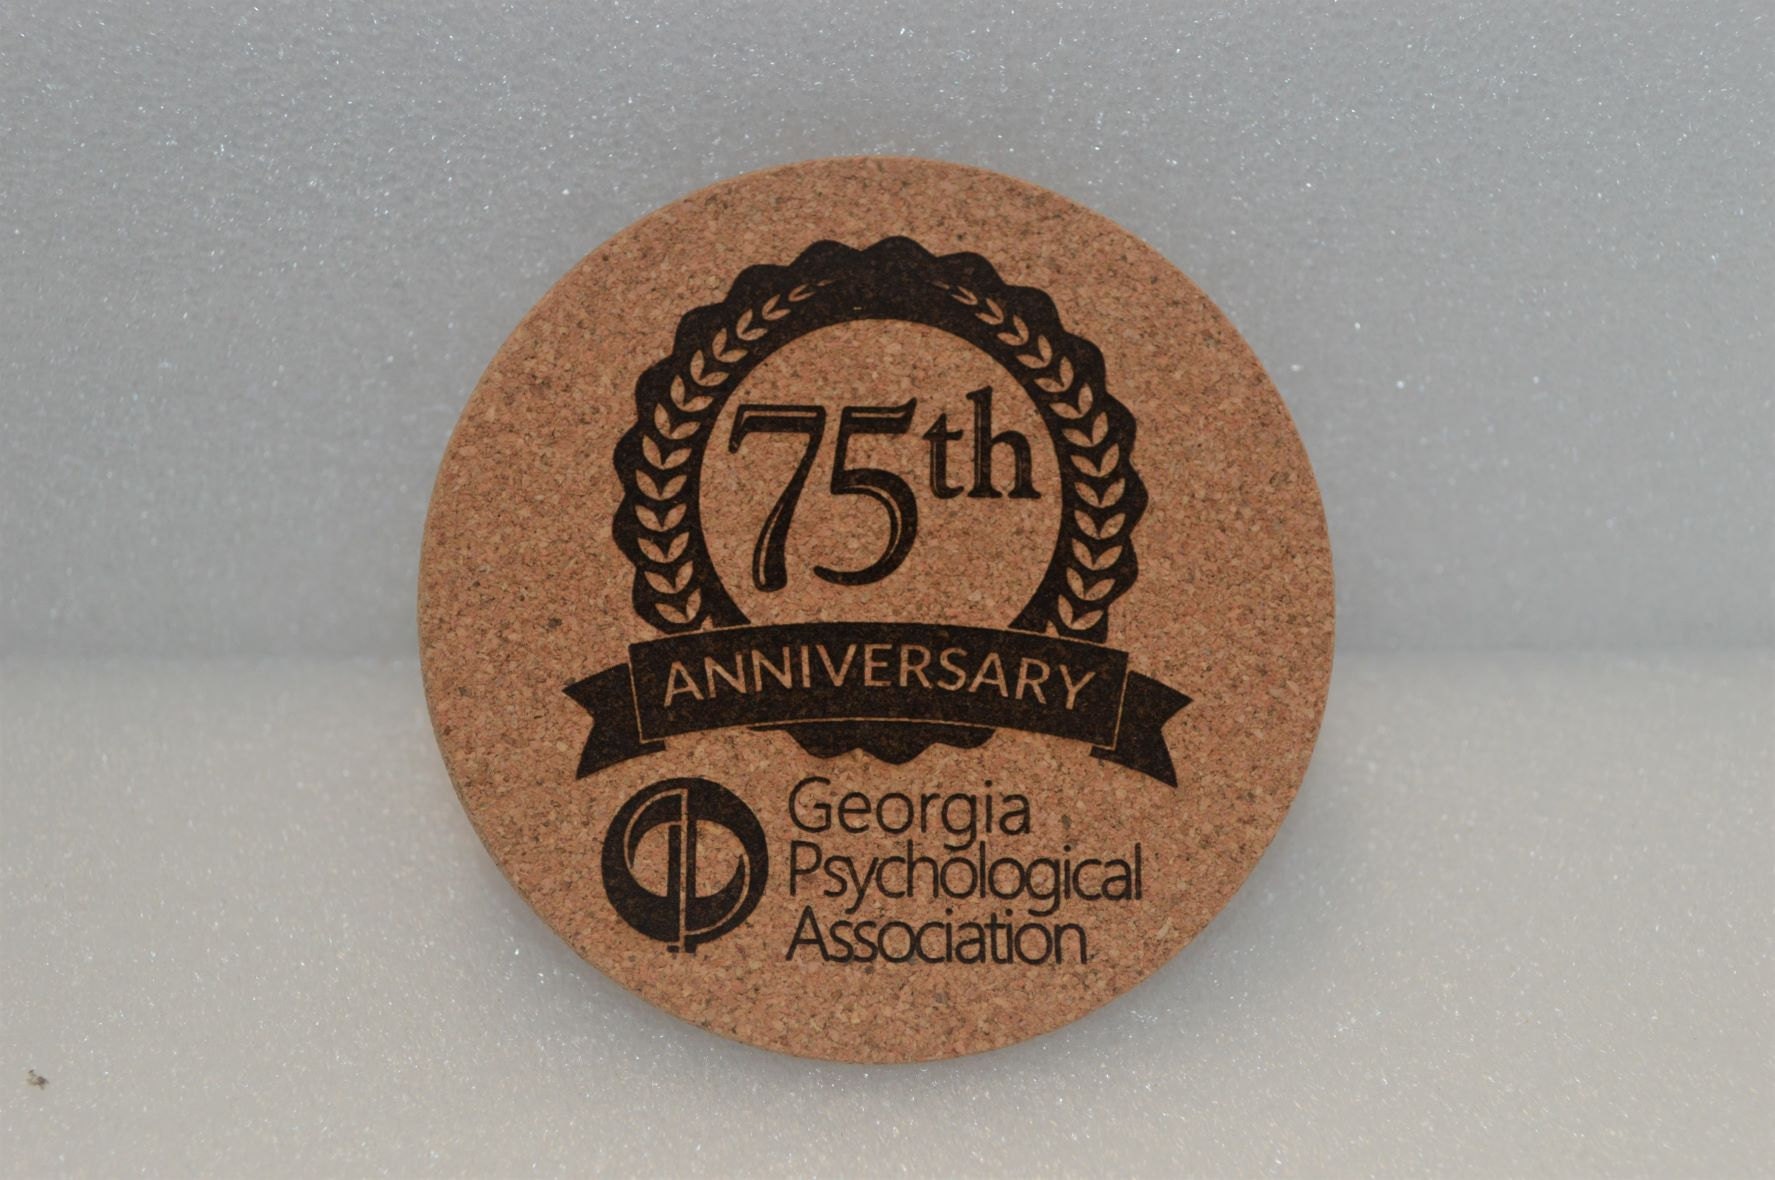 75th
ANNIVERSARY
Georgia
Psychological
Association